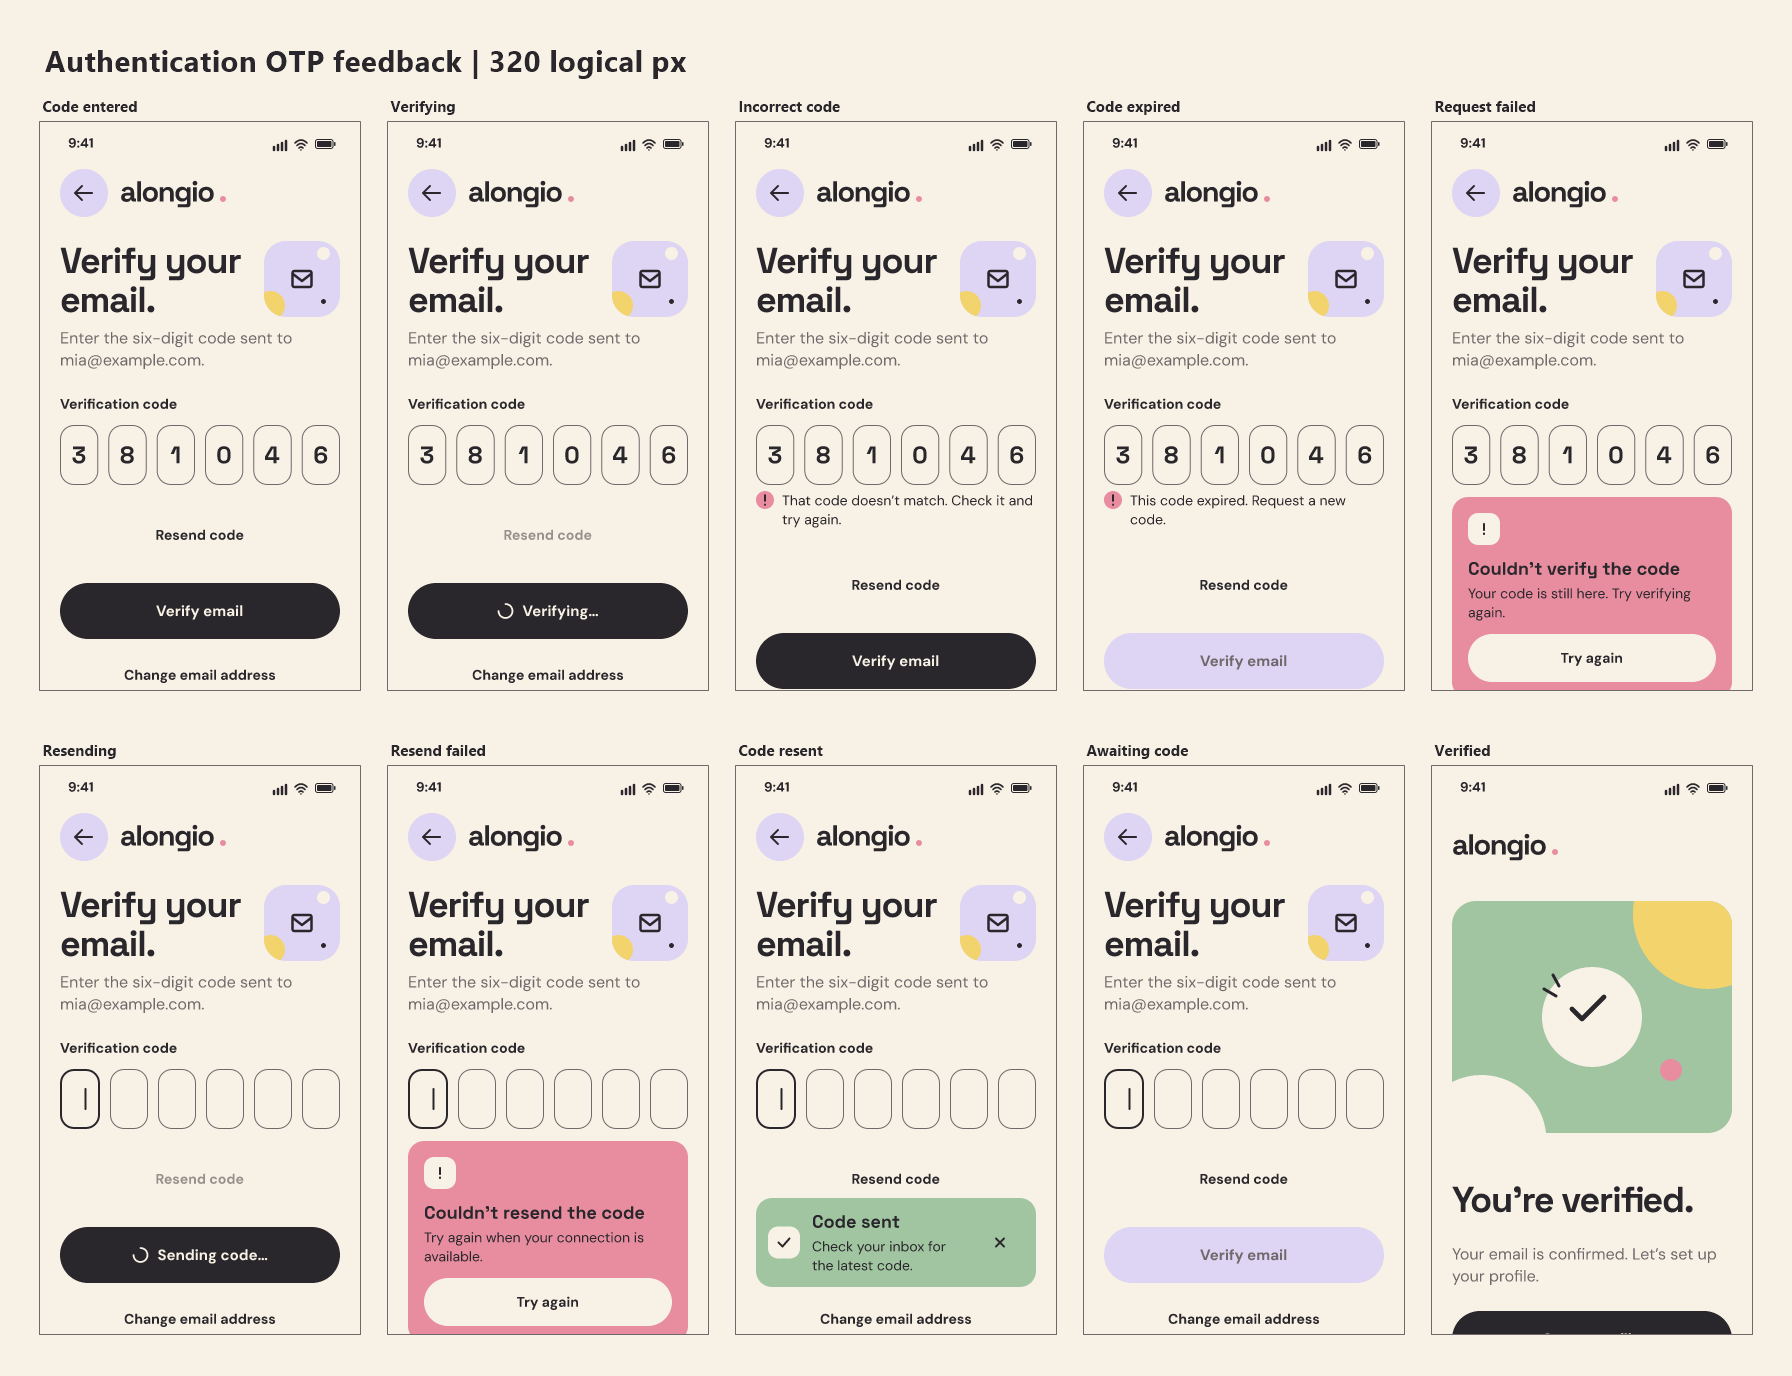 Authentication OTP feedback | 320 logical px
Code entered
9:41
alongio.
Verify your
email.
Enter the six-digit code sent to
mia@example.com.
Verification code
3 8 1 0 4 6
Resend code
Verify email
Change email address
Verifying
9:41
alongio.
Verify your
email.
Enter the six-digit code sent to
mia@example.com.
Verification code
3 8 1 0 4 6
Resend code
Verifying...
Change email address
Incorrect code
9:41
alongio.
Verify your
email.
Enter the six-digit code sent to
mia@example.com.
Verification code
3 8 1 0 4 6
! That code doesn't match. Check it and
try again.
Resend code
Verify email
Code expired
9:41
alongio.
Verify your
email.
Enter the six-digit code sent to
mia@example.com.
Verification code
3 8 1 0 4 6
! This code expired. Request a new
code.
Resend code
Verify email
Request failed
9:41
alongio.
Verify your
email.
Enter the six-digit code sent to
mia@example.com.
Verification code
3 8 1 0 4 6
!
Couldn't verify the code
Your code is still here. Try verifying
again.
Try again
Resending
9:41
alongio.
Verify your
email.
Enter the six-digit code sent to
mia@example.com.
Verification code
Resend code
Sending code...
Change email address
Resend failed
9:41
alongio.
Verify your
email.
Enter the six-digit code sent to
mia@example.com.
Verification code
!
Couldn't resend the code
Try again when your connection is
available.
Try again
Code resent
9:41
alongio.
Verify your
email.
Enter the six-digit code sent to
mia@example.com.
Verification code
Resend code
Code sent
Check your inbox for
the latest code.
Change email address
Awaiting code
9:41
alongio.
Verify your
email.
Enter the six-digit code sent to
mia@example.com.
Verification code
Resend code
Verify email
Change email address
Verified
9:41
alongio.
You're verified.
Your email is confirmed. Let's set up
your profile.